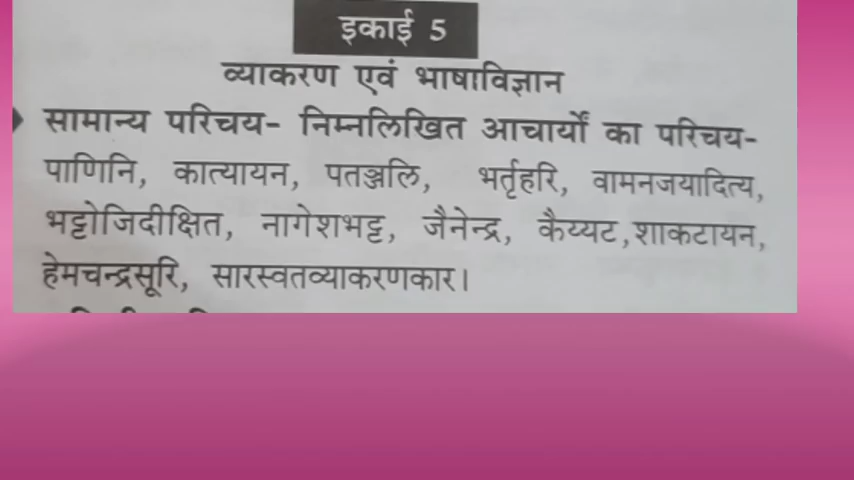 इकाई 5
व्याकरण एवं भाषाविज्ञान
सामान्य परिचय- निम्नलिखित आचार्यों का परिचय-
पाणिनि, कात्यायन, पतञ्जलि, भर्तृहरि, वामनजयादित्य,
भट्टोजिदीक्षित, नागेशभट्ट, जैनेन्द्र, कैय्यट,शाकटायन,
हेमचन्द्रसूरि, सारस्वतव्याकरणकार।